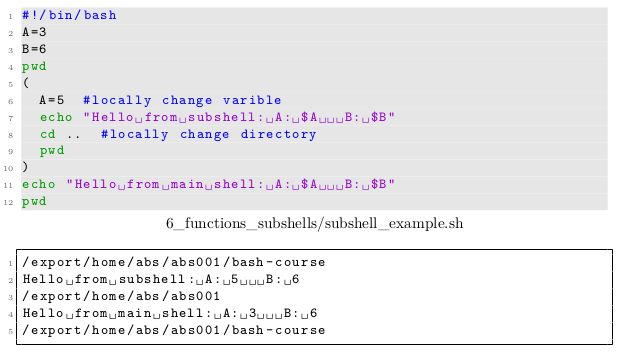 1 #!/bin/bash
2 A=3
3 B=6
4 pwd
5 (
6   A=5  #locally change varible
7   echo "Hello␣from␣subshell:␣A:␣$A␣␣␣B:␣$B"
8   cd ..  #locally change directory
9   pwd
10 )
11 echo "Hello␣from␣main␣shell:␣A:␣$A␣␣␣B:␣$B"
12 pwd
6_functions_subshells/subshell_example.sh
1 /export/home/abs/abs001/bash-course
2 Hello␣from␣subshell:␣A:␣5␣␣␣B:␣6
3 /export/home/abs/abs001
4 Hello␣from␣main␣shell:␣A:␣3␣␣␣B:␣6
5 /export/home/abs/abs001/bash-course